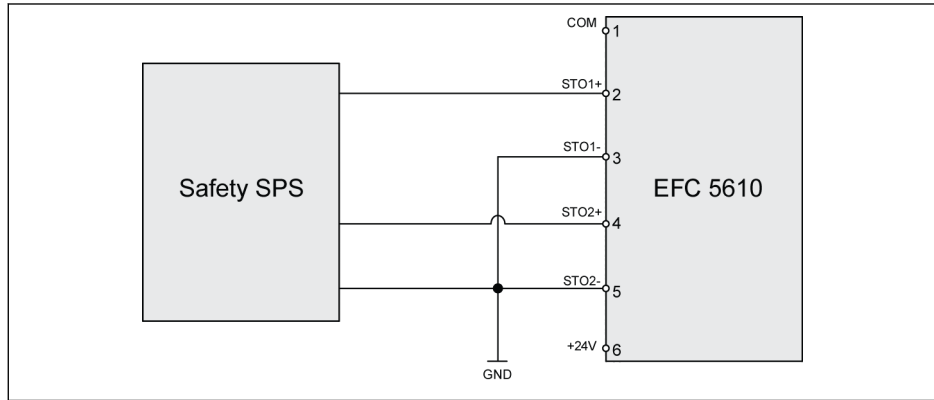 COM
1
STO1+
2
STO1-
3
Safety SPS
EFC 5610
STO2+
4
STO2-
5
+24V
6
GND